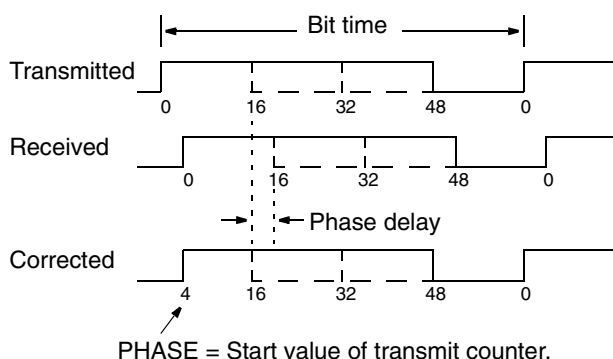 Bit time
Transmitted
0 16 32 48 0
Received
0 16 32 48 0
Phase delay
Corrected
4 16 32 48 0
PHASE = Start value of transmit counter.